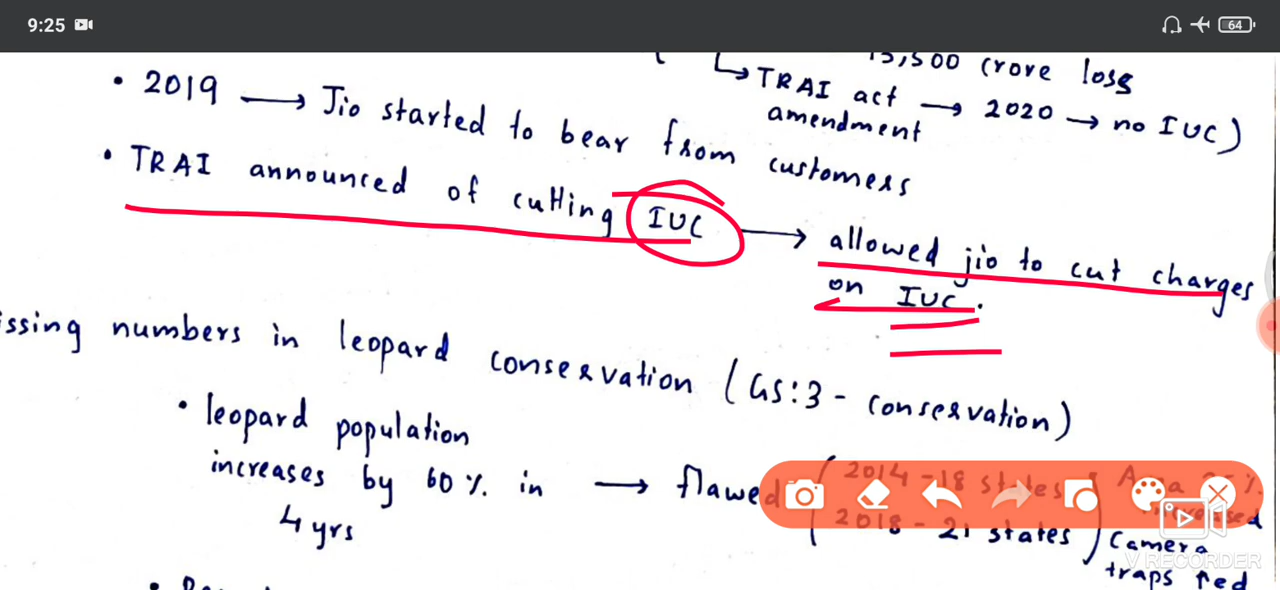 9:25
64
13,500 crore loss
TRAI act → 2020 → no IUC)
amendment
• 2019 → Jio started to bear from customers
• TRAI announced of cutting IUC → allowed jio to cut charges
on IUC.
issing numbers in leopard conservation (GS:3 - conservation)
• leopard population
increases by 60 %. in → flawed (2014 - 18 states
4 yrs
2018 - 21 states) Camera
traps red
V RECORDER